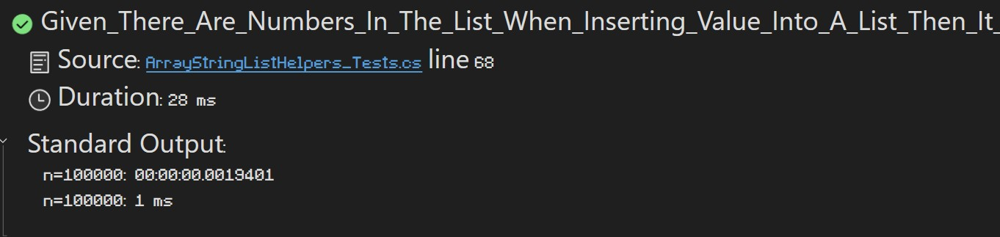 Given_There_Are_Numbers_In_The_List_When_Inserting_Value_Into_A_List_Then_It_
Source: ArrayStringListHelpers_Tests.cs line 68
Duration: 28 ms
Standard Output:
n=100000: 00:00:00.0019401
n=100000: 1 ms